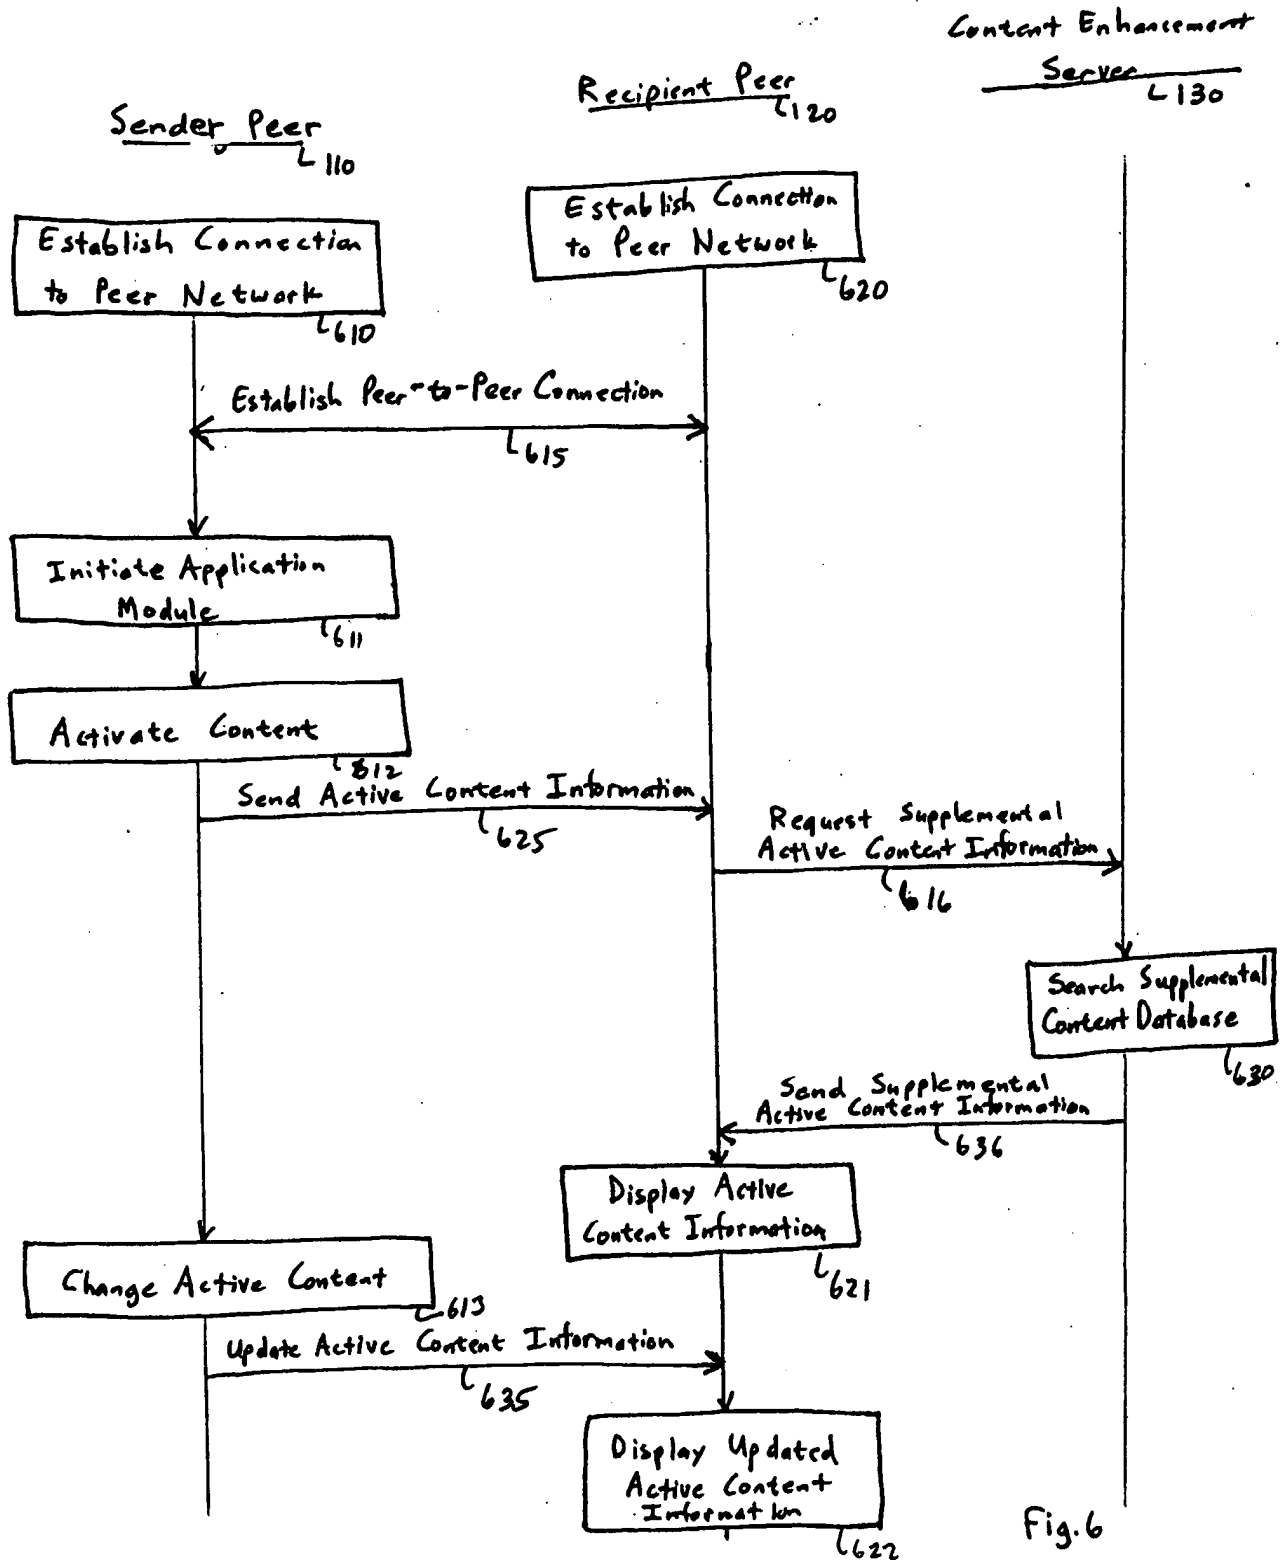 Content Enhancement
Server
130
Recipient Peer
120
Sender Peer
110
Establish Connection
to Peer Network
620
Establish Connection
to Peer Network
610
Establish Peer-to-Peer Connection
615
Initiate Application
Module
611
Activate Content
612
Send Active Content Information
625
Request Supplemental
Active Content Information
616
Search Supplemental
Content Database
630
Send Supplemental
Active Content Information
636
Display Active
Content Information
621
Change Active Content
613
Update Active Content Information
635
Display Updated
Active Content
Information
622
Fig.6